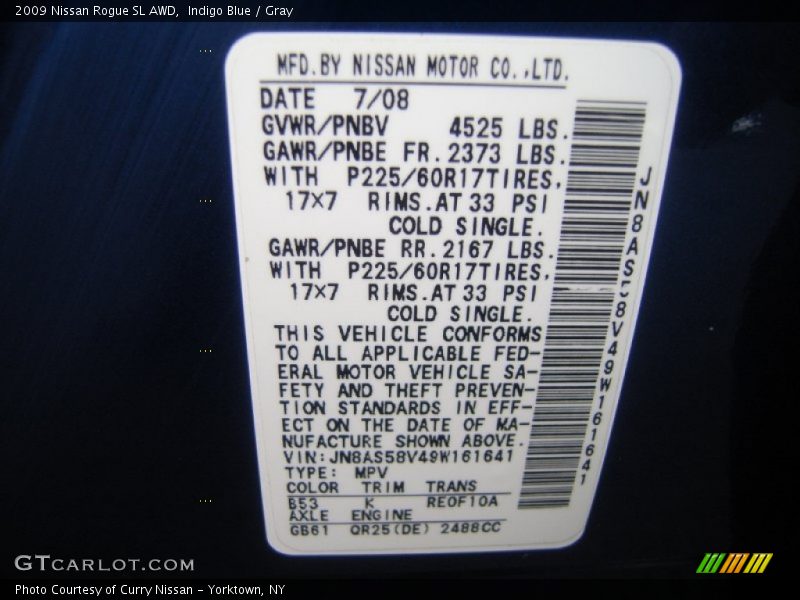 2009 Nissan Rogue SL AWD,  Indigo Blue / Gray
MFD.BY NISSAN MOTOR CO.,LTD.
DATE 7/08
GVWR/PNBV 4525 LBS.
GAWR/PNBE FR.2373 LBS.
WITH P225/60R17TIRES,
17×7 RIMS.AT 33 PSI
COLD SINGLE.
GAWR/PNBE RR.2167 LBS.
WITH P225/60R17TIRES,
17×7 RIMS.AT 33 PSI
COLD SINGLE.
THIS VEHICLE CONFORMS
TO ALL APPLICABLE FED-
ERAL MOTOR VEHICLE SA-
FETY AND THEFT PREVEN-
TION STANDARDS IN EFF-
ECT ON THE DATE OF MA-
NUFACTURE SHOWN ABOVE.
VIN:JN8AS58V49W161641
TYPE: MPV
COLOR TRIM TRANS
B53 K RE0F10A
AXLE ENGINE
GB61 QR25(DE) 2488CC
JN8AS58V49W161641
GTCARLOT.COM
Photo Courtesy of Curry Nissan - Yorktown, NY